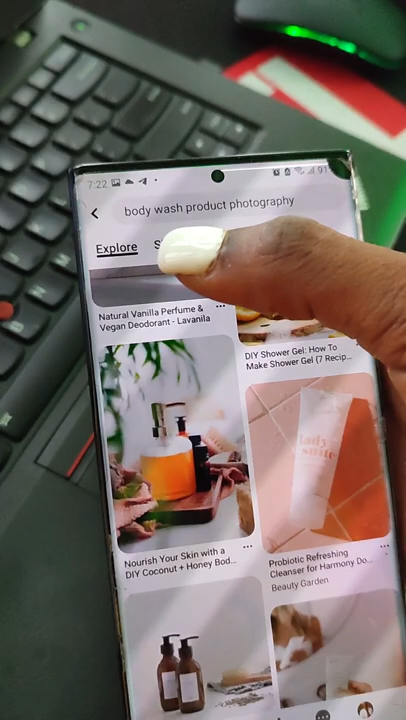 7:22
91
body wash product photography
Explore
S
Natural Vanilla Perfume &
Vegan Deodorant - Lavanila
DIY Shower Gel: How To
Make Shower Gel (7 Recip...
Nourish Your Skin with a
DIY Coconut + Honey Bod...
Probiotic Refreshing
Cleanser for Harmony Do...
Beauty Garden